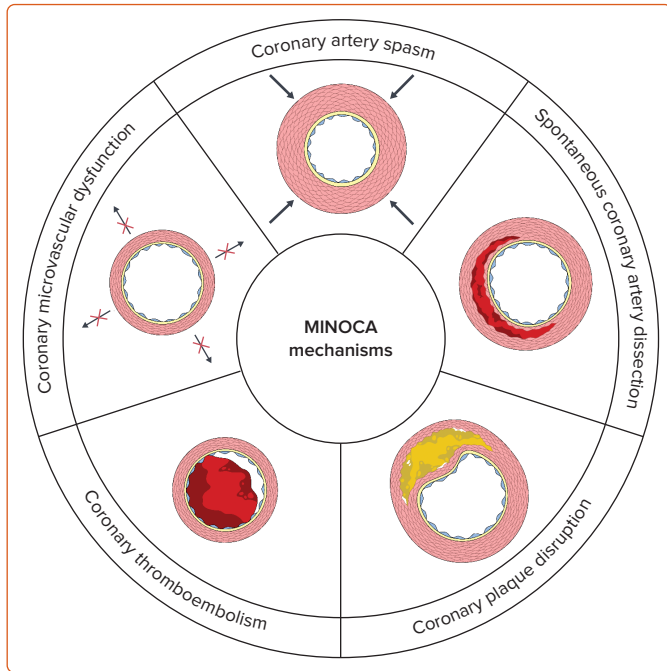 Coronary artery spasm
Spontaneous coronary artery dissection
Coronary plaque disruption
Coronary thromboembolism
Coronary microvascular dysfunction
MINOCA
mechanisms